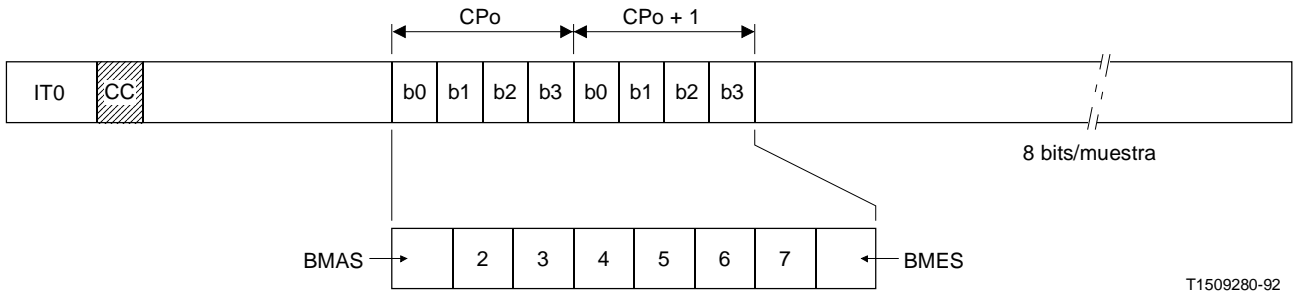 CPo CPo + 1
IT0 CC b0 b1 b2 b3 b0 b1 b2 b3
8 bits/muestra
BMAS 2 3 4 5 6 7 BMES
T1509280-92